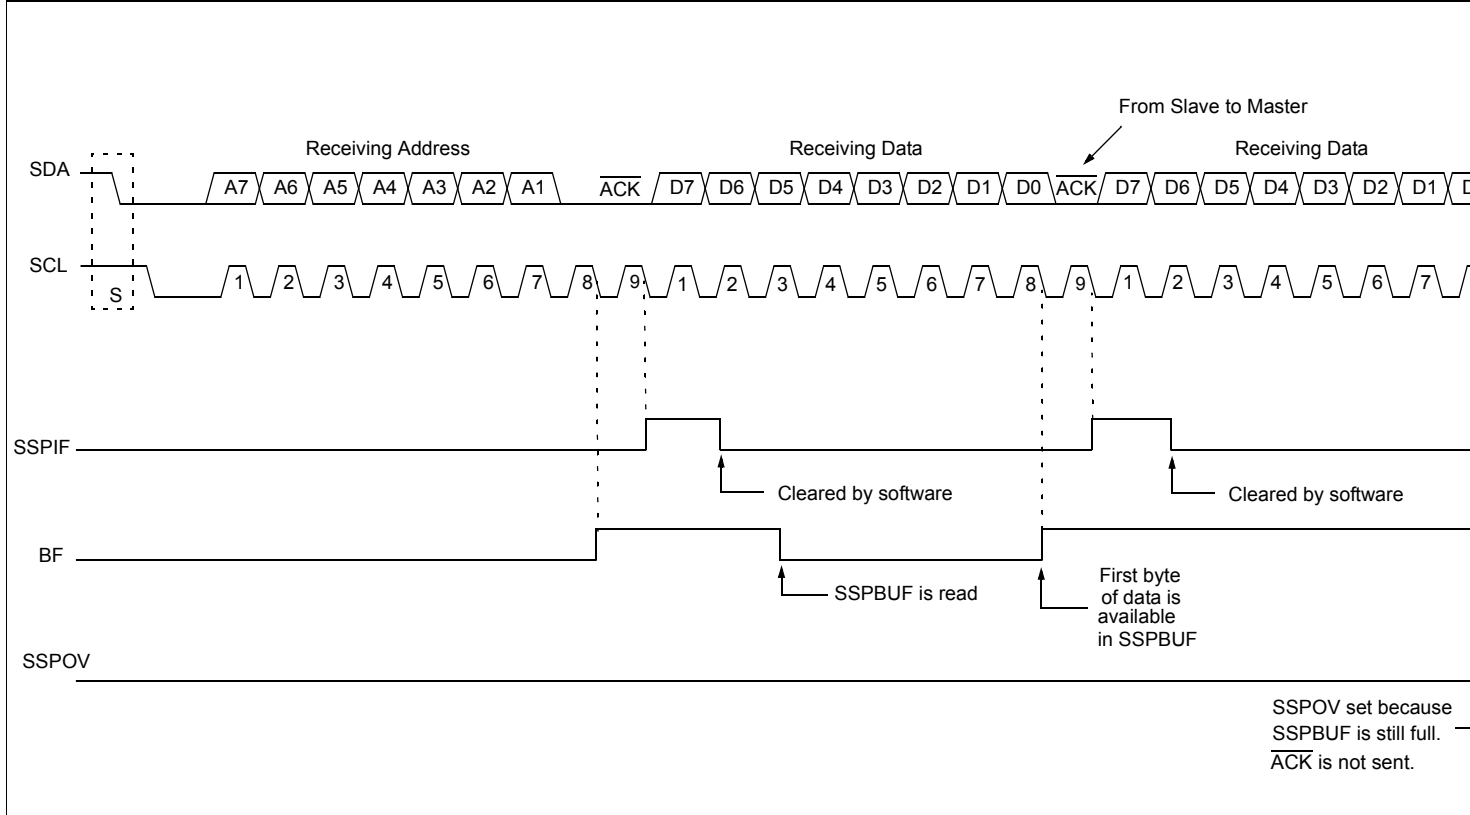 From Slave to Master
Receiving Address
Receiving Data
Receiving Data
SDA
A7 A6 A5 A4 A3 A2 A1 ACK D7 D6 D5 D4 D3 D2 D1 D0 ACK D7 D6 D5 D4 D3 D2 D1
SCL
S
1 2 3 4 5 6 7 8 9 1 2 3 4 5 6 7 8 9 1 2 3 4 5 6 7
SSPIF
Cleared by software
Cleared by software
BF
SSPBUF is read
First byte
of data is
available
in SSPBUF
SSPOV
SSPOV set because
SSPBUF is still full.
ACK is not sent.